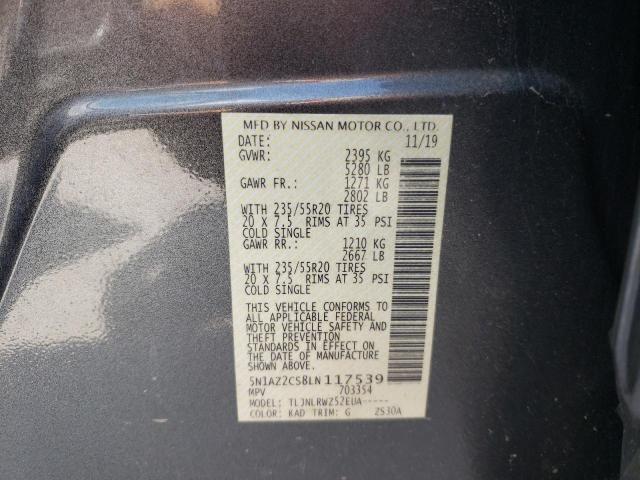 MFD BY NISSAN MOTOR CO., LTD.
DATE: 11/19
GVWR: 2395 KG
5280 LB
GAWR FR.: 1271 KG
2802 LB
WITH 235/55R20 TIRES
20 X 7.5 RIMS AT 35 PSI
COLD SINGLE
GAWR RR.: 1210 KG
2667 LB
WITH 235/55R20 TIRES
20 X 7.5 RIMS AT 35 PSI
COLD SINGLE
THIS VEHICLE CONFORMS TO
ALL APPLICABLE FEDERAL
MOTOR VEHICLE SAFETY AND
THEFT PREVENTION
STANDARDS IN EFFECT ON
THE DATE OF MANUFACTURE
SHOWN ABOVE.
5N1AZ2CS8LN 117539
MPV 703354
MODEL: TLJNLRWZ52EUA-----
COLOR: KAD TRIM: G ZS30A